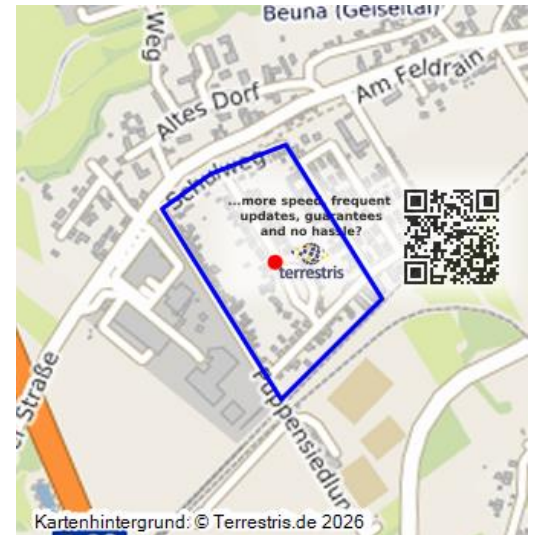 Beuna (Geiseltal)
Weg
Altes Dorf
Am Feldrain
Schulweg
...more speed, frequent
updates, guarantees
and no hassle?
terrestris
er Straße
Puppensiedlun
Kartenhintergrund: © Terrestris.de 2026